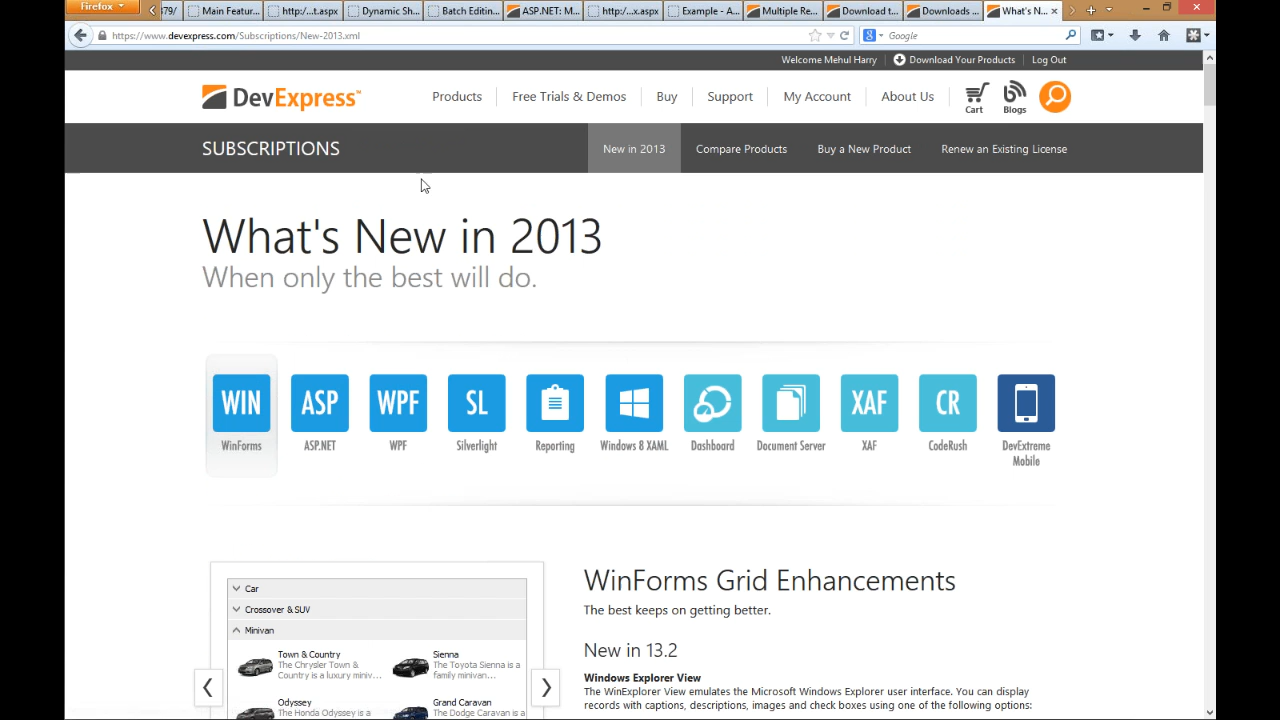 Firefox
79/
Main Featur...
http:/...t.aspx
Dynamic Sh...
Batch Editin...
ASP.NET: M...
http:/...x.aspx
Example - A...
Multiple Re...
Download t...
Downloads ...
What's N...
https://www.devexpress.com/Subscriptions/New-2013.xml
Google
Welcome Mehul Harry
Download Your Products
Log Out
DevExpress™
Products
Free Trials & Demos
Buy
Support
My Account
About Us
Cart
Blogs
SUBSCRIPTIONS
New in 2013
Compare Products
Buy a New Product
Renew an Existing License
What's New in 2013
When only the best will do.
WIN
ASP
WPF
SL
XAF
CR
WinForms
ASP.NET
WPF
Silverlight
Reporting
Windows 8 XAML
Dashboard
Document Server
XAF
CodeRush
DevExtreme
Mobile
Car
Crossover & SUV
Minivan
Town & Country
The Chrysler Town &
Country is a luxury miniv...
Sienna
The Toyota Sienna is a
family minivan...
Odyssey
The Honda Odyssey is a
Grand Caravan
The Dodge Caravan is a
WinForms Grid Enhancements
The best keeps on getting better.
New in 13.2
Windows Explorer View
The WinExplorer View emulates the Microsoft Windows Explorer user interface. You can display
records with captions, descriptions, images and check boxes using one of the following options: